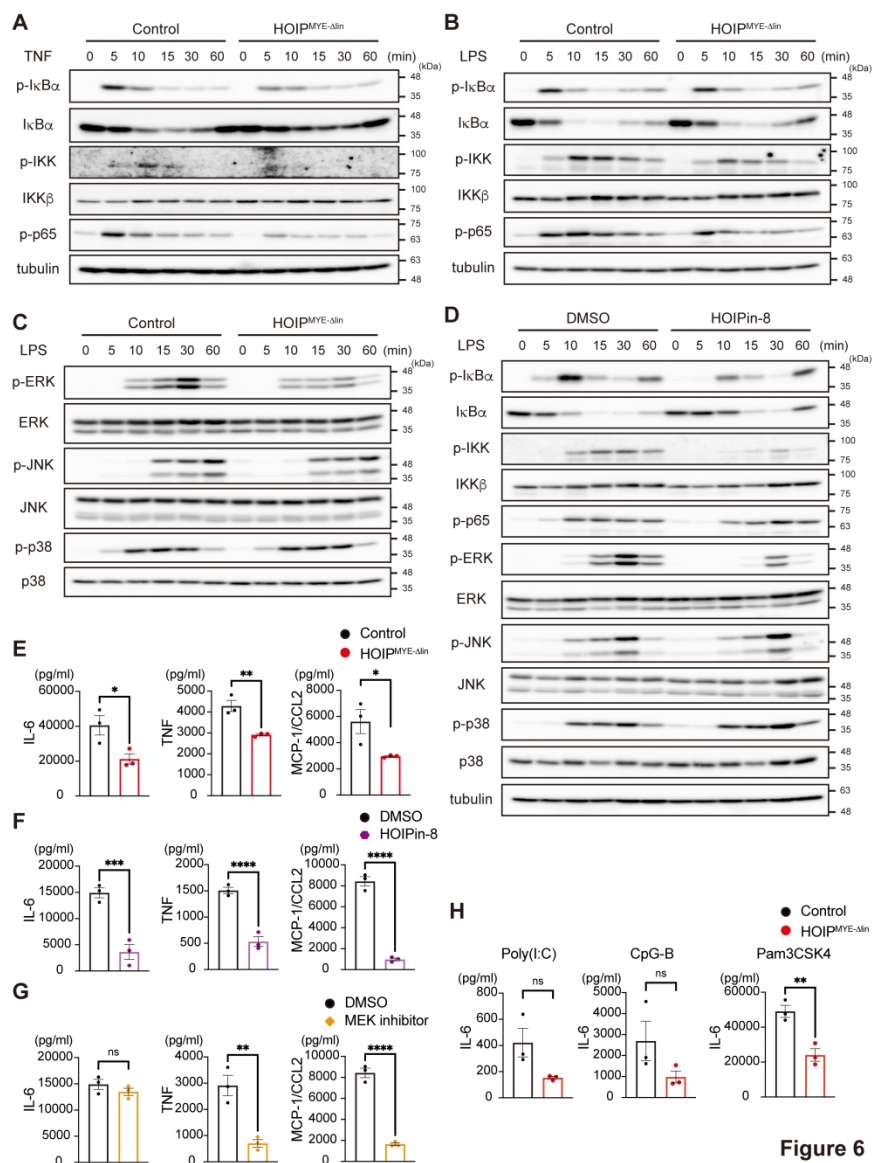 A
Control HOIP^MYE-Δlin
TNF 0 5 10 15 30 60 0 5 10 15 30 60 (min)
(kDa)
p-IκBα 48 35
IκBα 48 35
p-IKK 100 75
IKKβ 100 75
p-p65 75 63
tubulin 63 48
B
Control HOIP^MYE-Δlin
LPS 0 5 10 15 30 60 0 5 10 15 30 60 (min)
(kDa)
p-IκBα 48 35
IκBα 48 35
p-IKK 100 75
IKKβ 100 75
p-p65 75 63
tubulin 63 48
C
Control HOIP^MYE-Δlin
LPS 0 5 10 15 30 60 0 5 10 15 30 60 (min)
(kDa)
p-ERK 48 35
ERK 48 35
p-JNK 48
JNK 48 35
p-p38 48 35
p38 48 35
D
DMSO HOIPin-8
LPS 0 5 10 15 30 60 0 5 10 15 30 60 (min)
(kDa)
p-IκBα 48 35
IκBα 48 35
p-IKK 100 75
IKKβ 100 75
p-p65 75 63
p-ERK 48 35
ERK 48 35
p-JNK 48 35
JNK 48 35
p-p38 48 35
p38 48 35
tubulin 63 48
E
Control
HOIP^MYE-Δlin
(pg/ml) (pg/ml) (pg/ml)
IL-6 60000 40000 20000 0 *
TNF 5000 4000 3000 2000 1000 0 **
MCP-1/CCL2 8000 6000 4000 2000 0 *
F
DMSO
HOIPin-8
(pg/ml) (pg/ml) (pg/ml)
IL-6 20000 15000 10000 5000 0 ***
TNF 2000 1500 1000 500 0 ****
MCP-1/CCL2 10000 8000 6000 4000 2000 0 ****
G
DMSO
MEK inhibitor
(pg/ml) (pg/ml) (pg/ml)
IL-6 20000 15000 10000 5000 0 ns
TNF 4000 3000 2000 1000 0 **
MCP-1/CCL2 10000 8000 6000 4000 2000 0 ****
H
Control
HOIP^MYE-Δlin
Poly(I:C) CpG-B Pam3CSK4
(pg/ml) (pg/ml) (pg/ml)
IL-6 800 600 400 200 0 ns
IL-6 5000 4000 3000 2000 1000 0 ns
IL-6 60000 40000 20000 0 **
Figure 6